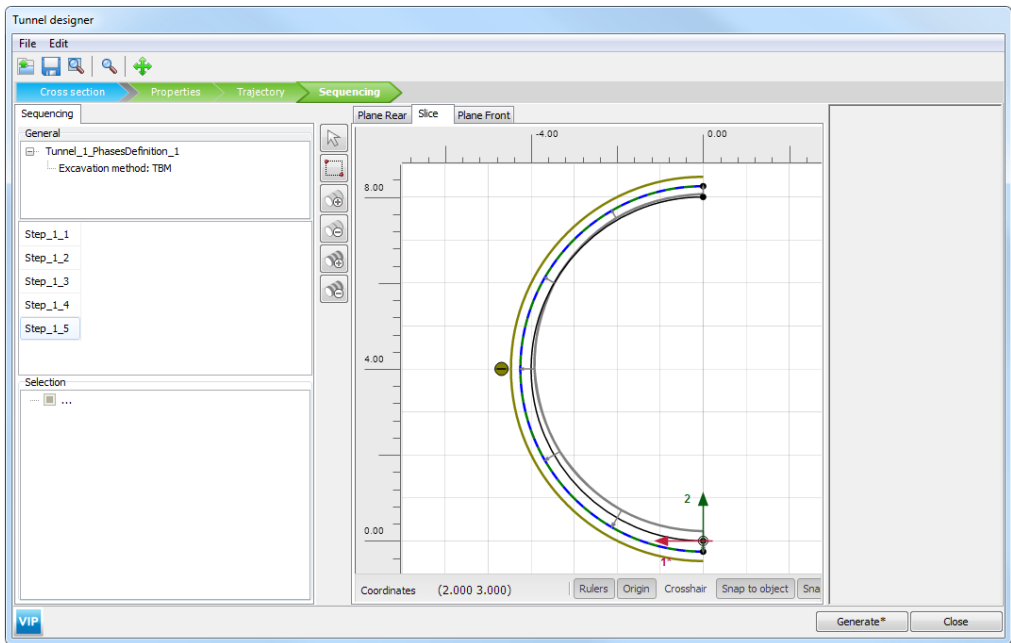 Tunnel designer
File Edit
Cross section Properties Trajectory Sequencing
Sequencing
General
Tunnel_1_PhasesDefinition_1
Excavation method: TBM
Step_1_1
Step_1_2
Step_1_3
Step_1_4
Step_1_5
Selection
...
Plane Rear Slice Plane Front
-4.00 0.00
8.00
4.00
0.00
2
1*
Coordinates (2.000 3.000) Rulers Origin Crosshair Snap to object Sna
VIP Generate* Close